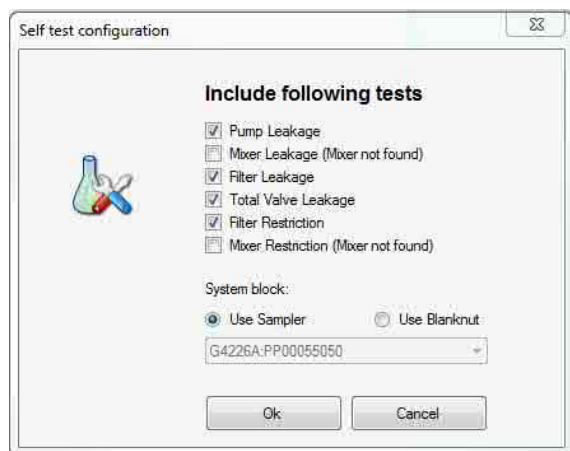 Self test configuration
Include following tests
Pump Leakage
Mixer Leakage (Mixer not found)
Filter Leakage
Total Valve Leakage
Filter Restriction
Mixer Restriction (Mixer not found)
System block:
Use Sampler Use Blanknut
G4226A:PP00055050
Ok Cancel